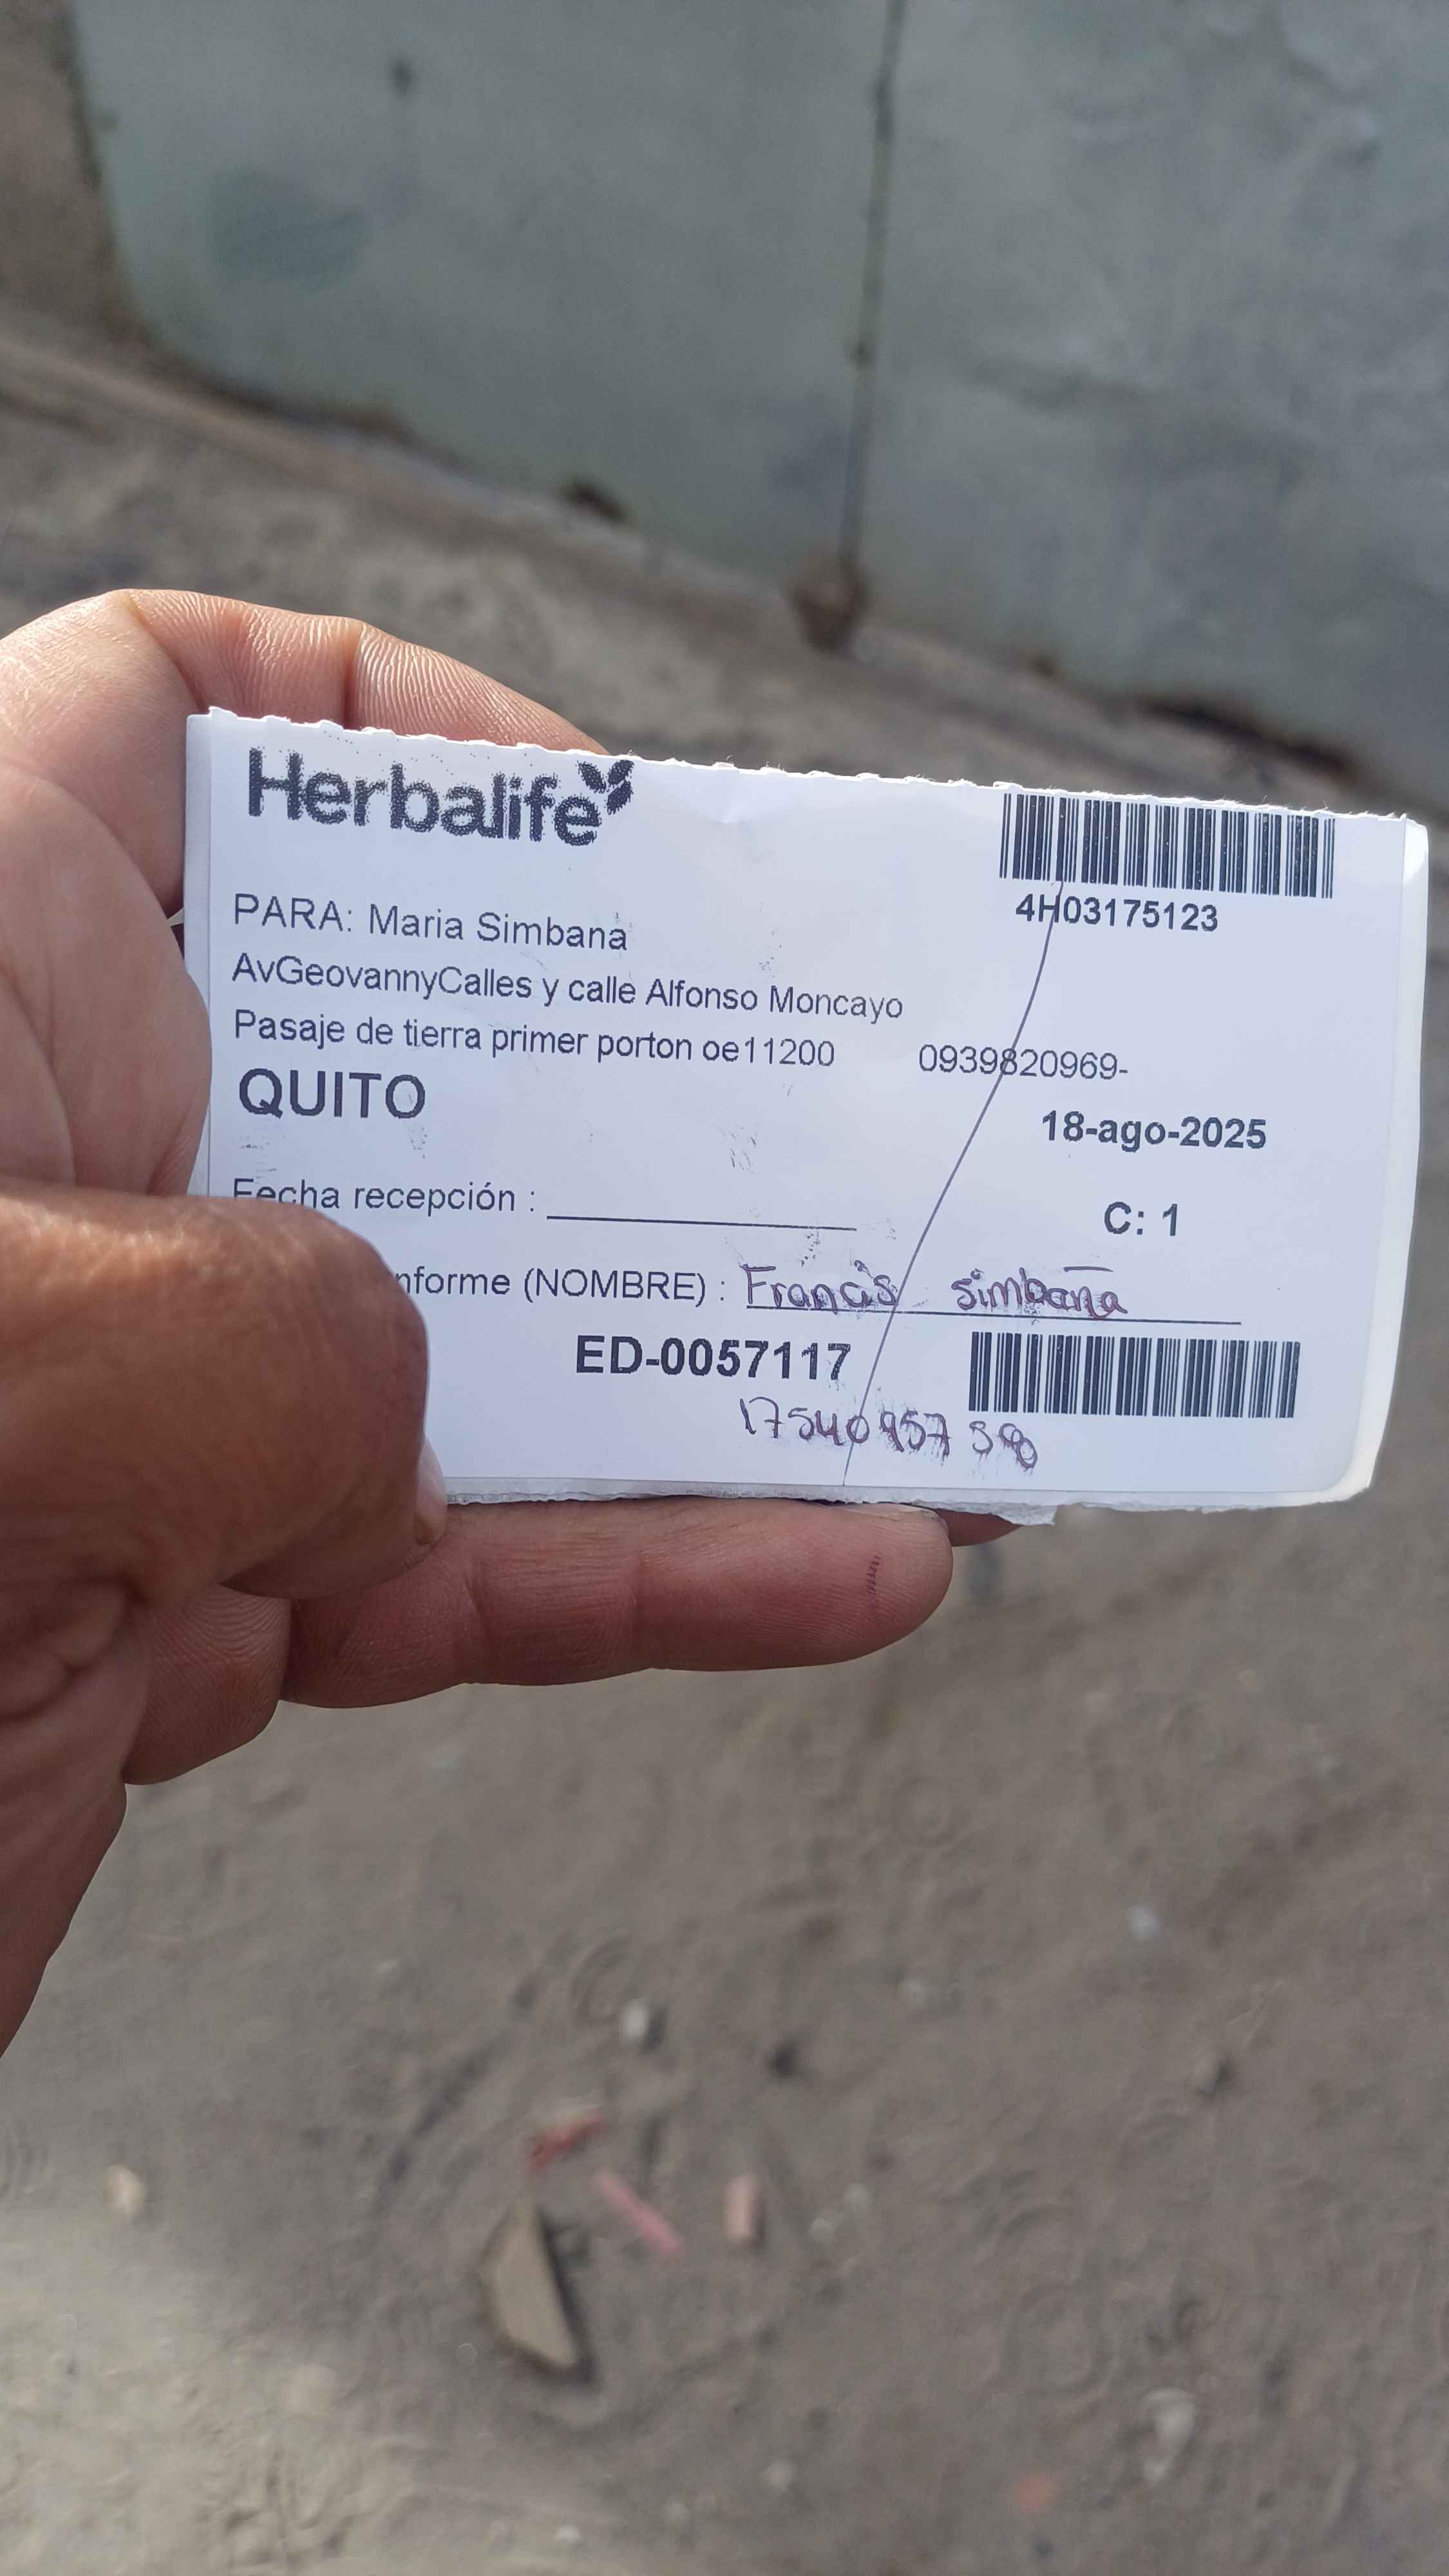 Herbalife
4H03175123
PARA: Maria Simbana
AvGeovannyCalles y calle Alfonso Moncayo
Pasaje de tierra primer porton oe11200 0939820969-
QUITO
18-ago-2025
Fecha recepción :
C: 1
nforme (NOMBRE) : Francis simbaña
ED-0057117